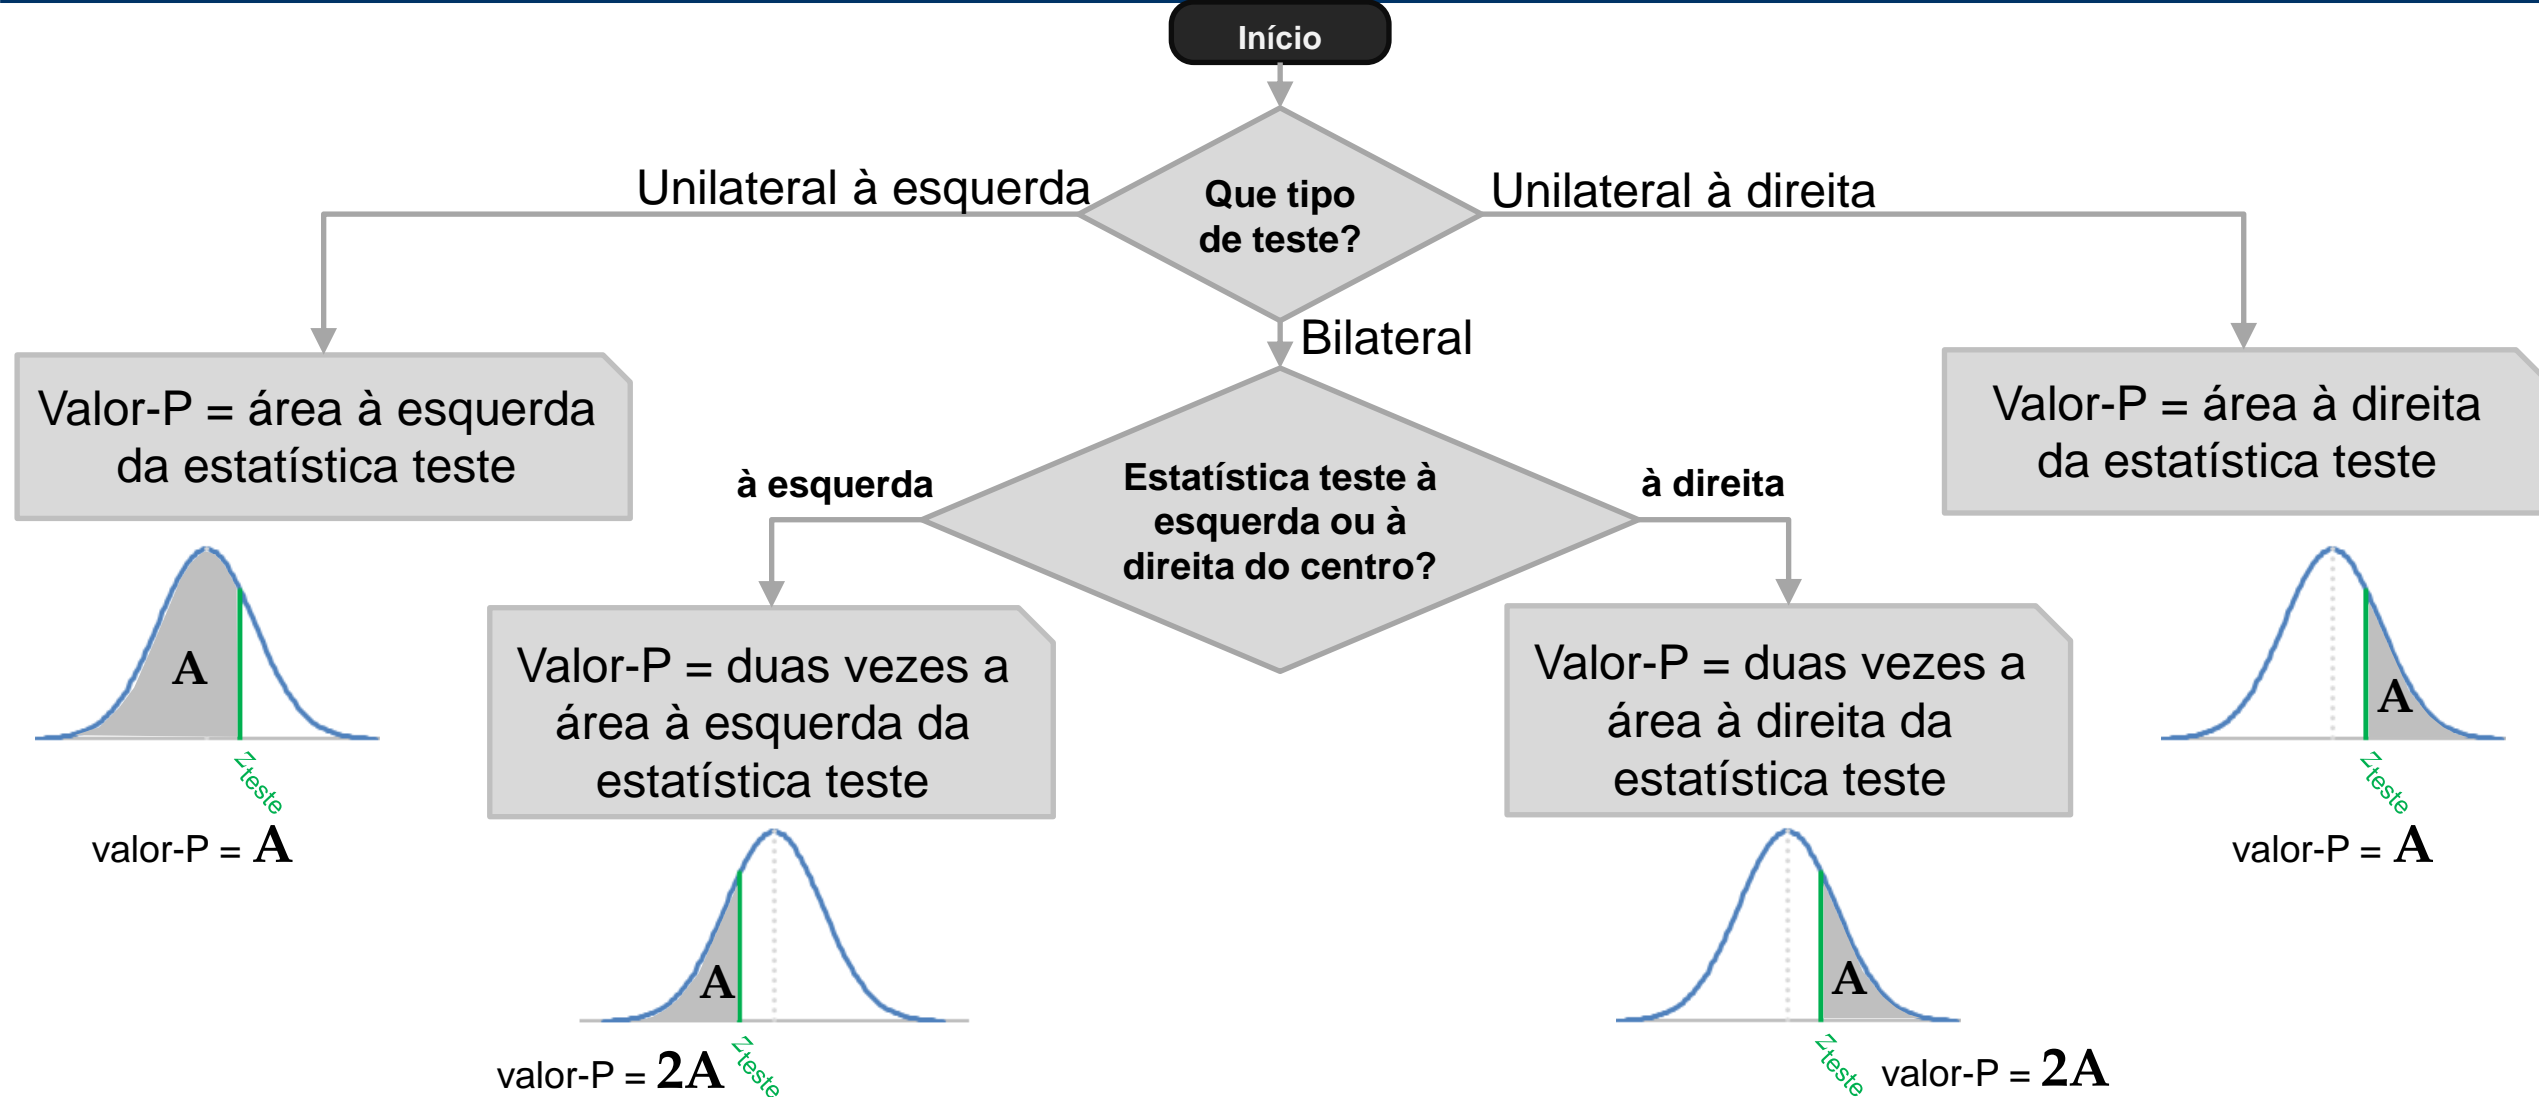 Início
Que tipo
de teste?
Unilateral à esquerda
Unilateral à direita
Bilateral
Valor-P = área à esquerda
da estatística teste
Valor-P = área à direita
da estatística teste
Estatística teste à
esquerda ou à
direita do centro?
à esquerda
à direita
A
zteste
valor-P = A
Valor-P = duas vezes a
área à esquerda da
estatística teste
A
zteste
valor-P = 2A
Valor-P = duas vezes a
área à direita da
estatística teste
A
zteste
valor-P = 2A
A
zteste
valor-P = A